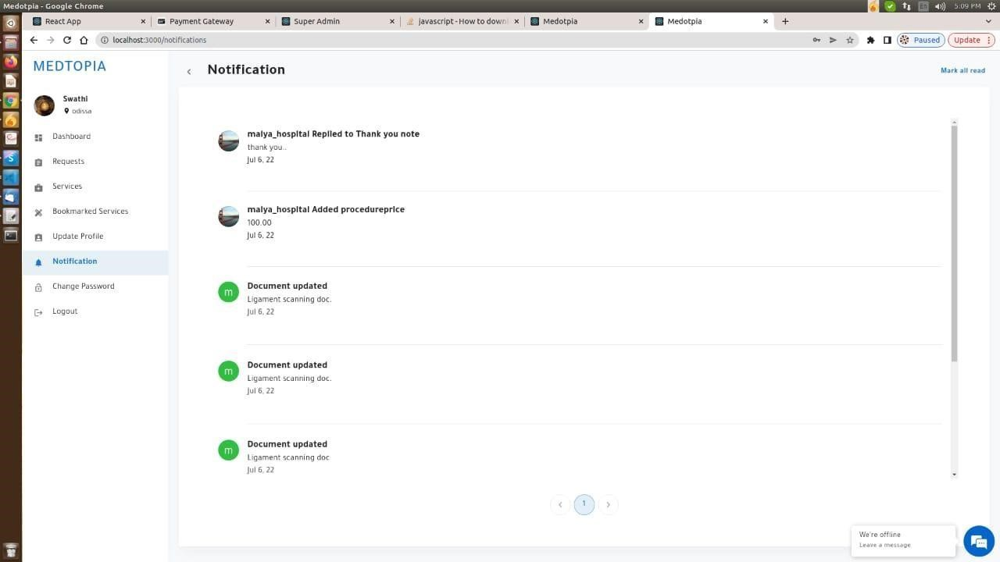 Medotpia - Google Chrome
En
5:09 PM
React App
Payment Gateway
Super Admin
javascript - How to downl
Medotpia
Medotpia
localhost:3000/notifications
Paused
Update
MEDTOPIA
Swathi
odissa
Dashboard
Requests
Services
Bookmarked Services
Update Profile
Notification
Change Password
Logout
Notification
Mark all read
maiya_hospital Replied to Thank you note
thank you..
Jul 6, 22
maiya_hospital Added procedureprice
100.00
Jul 6, 22
m
Document updated
Ligament scanning doc.
Jul 6, 22
m
Document updated
Ligament scanning doc.
Jul 6, 22
m
Document updated
Ligament scanning doc
Jul 6, 22
1
We're offline
Leave a message